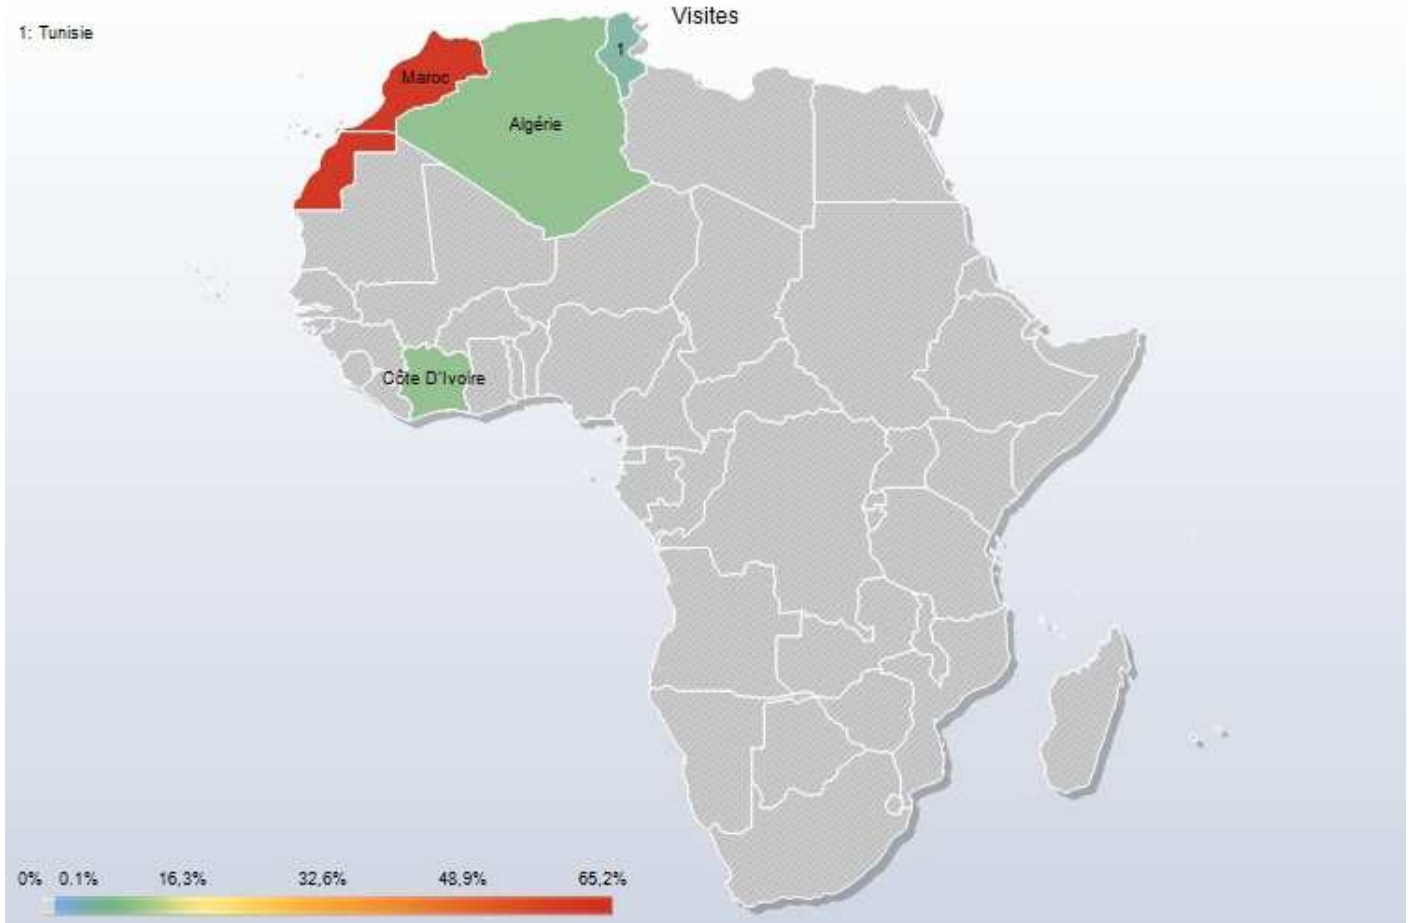 Visites
1: Tunisie
1
Maroc
Algérie
Côte D'Ivoire
0% 0.1% 16,3% 32,6% 48,9% 65,2%